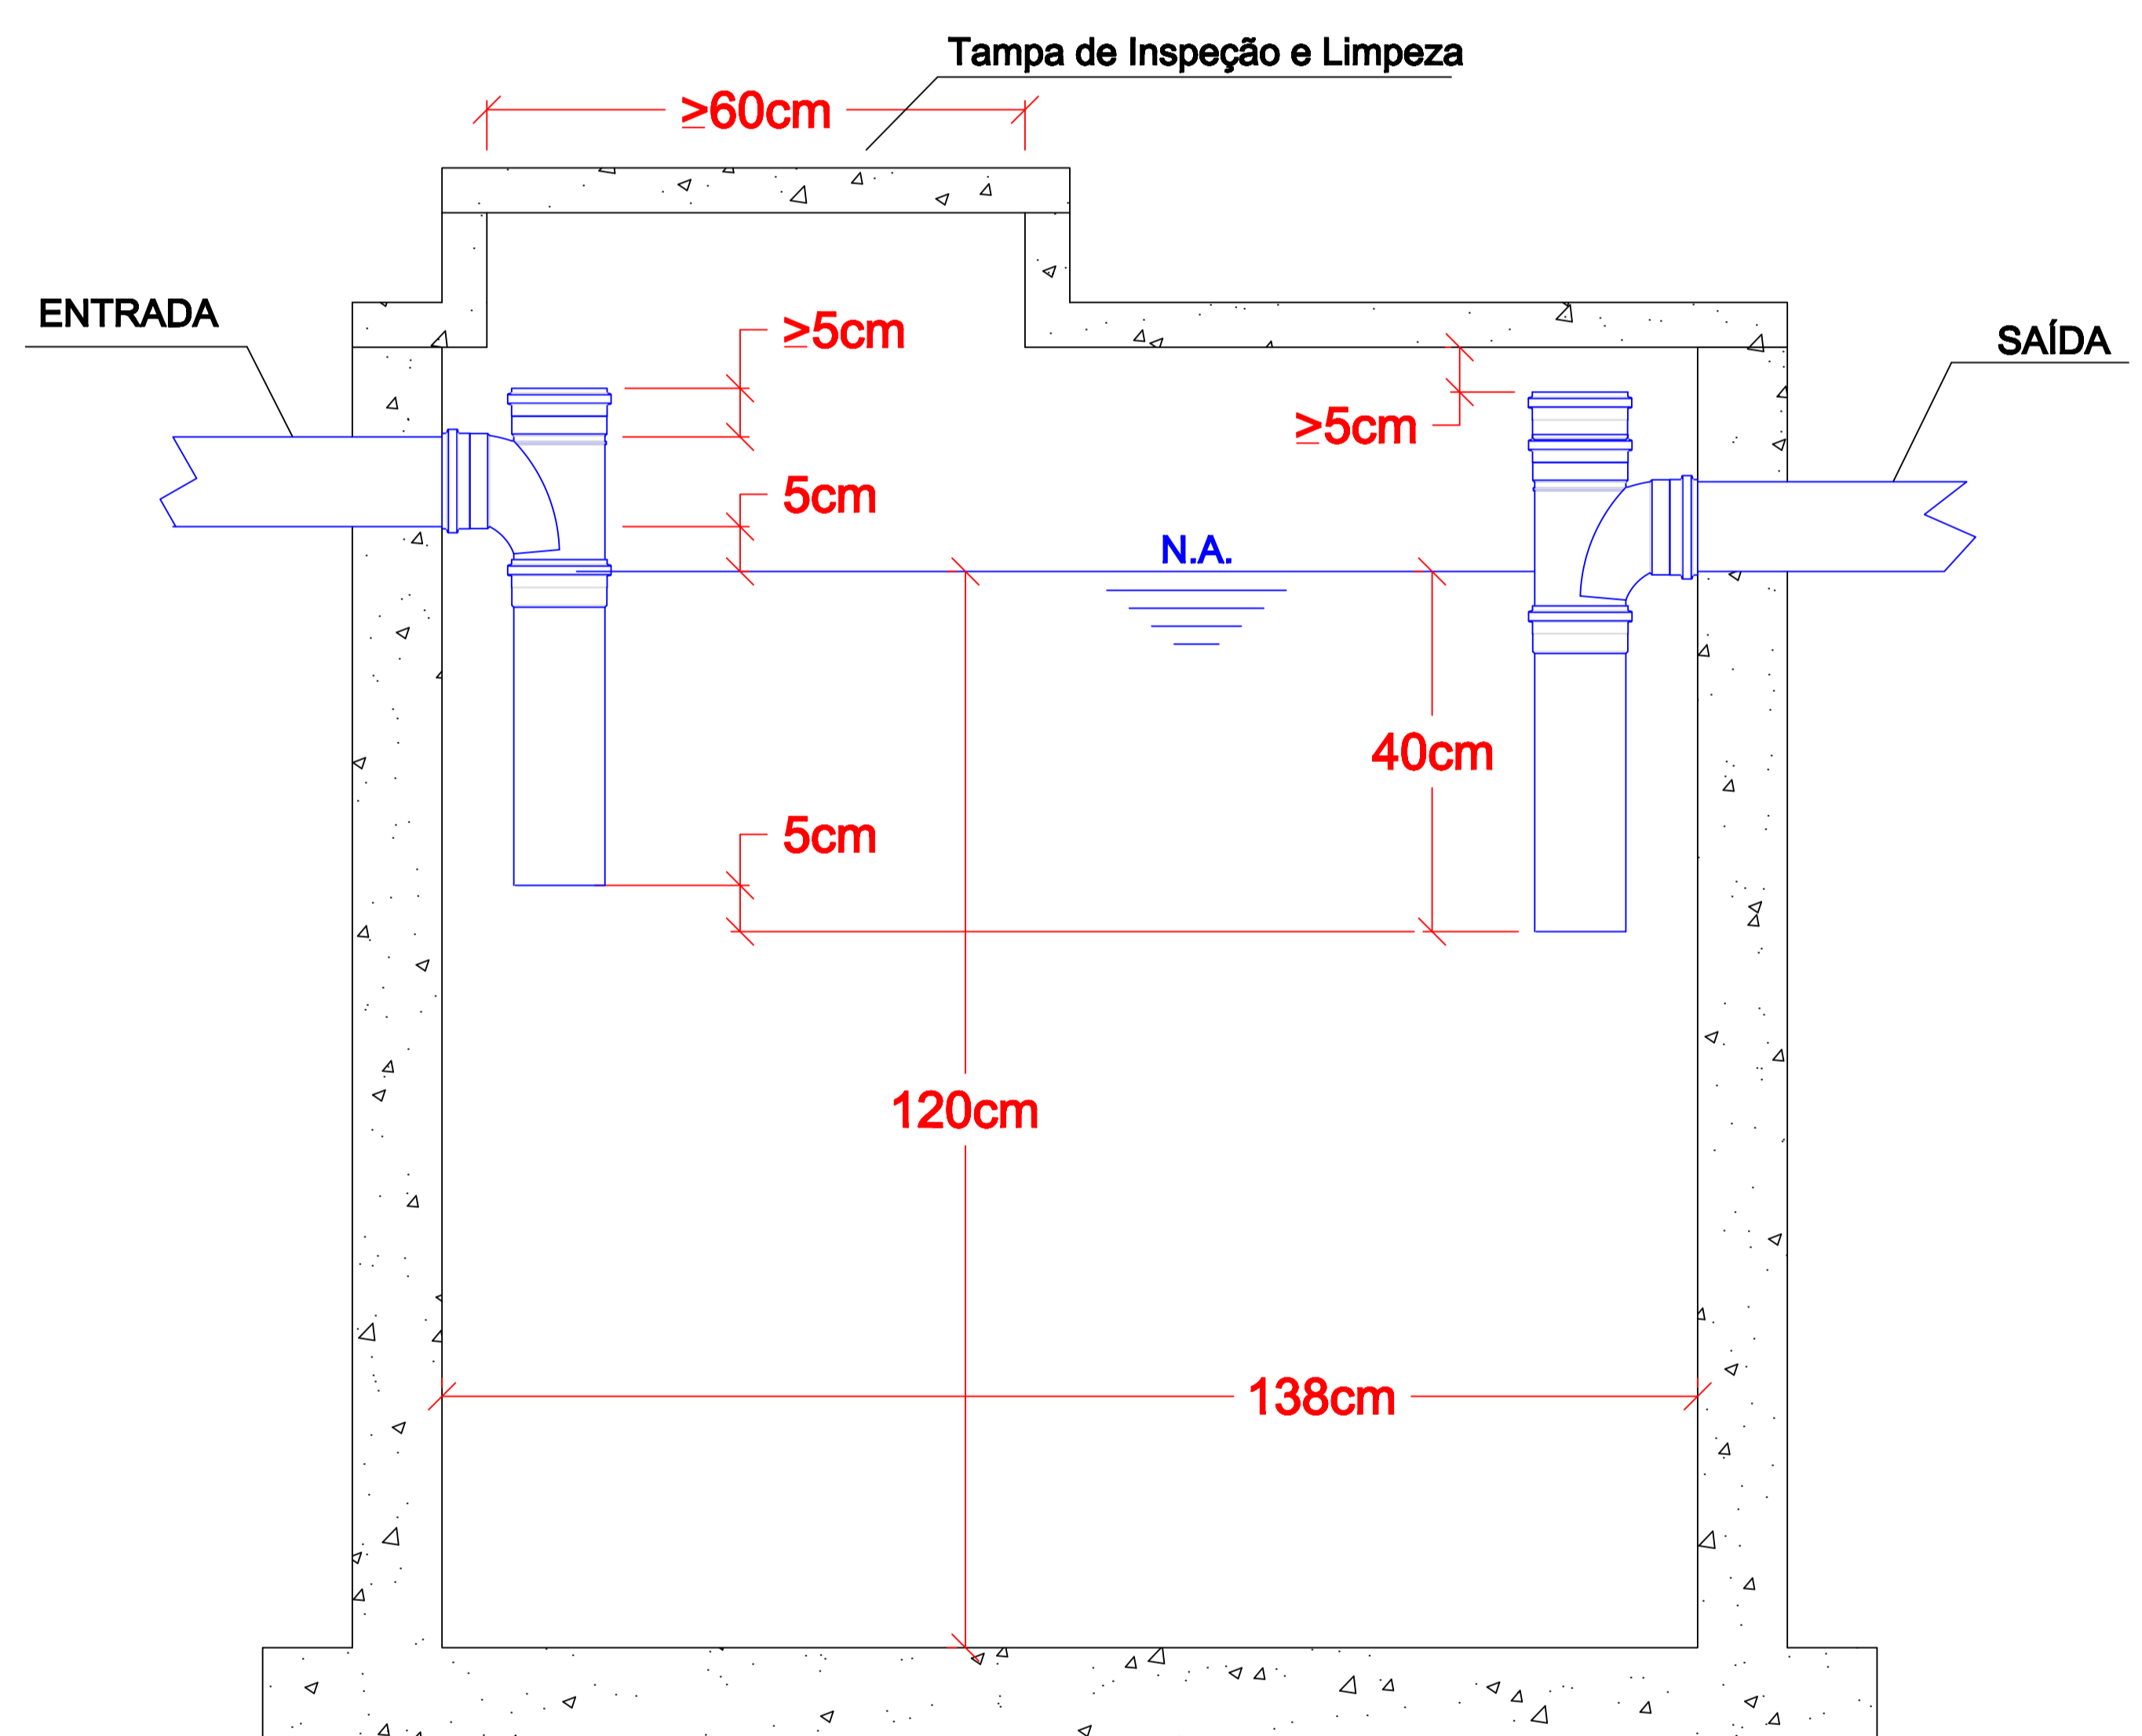 Tampa de Inspeção e Limpeza
≥60cm
ENTRADA
≥5cm
SAÍDA
≥5cm
5cm
N.A.
40cm
5cm
120cm
138cm